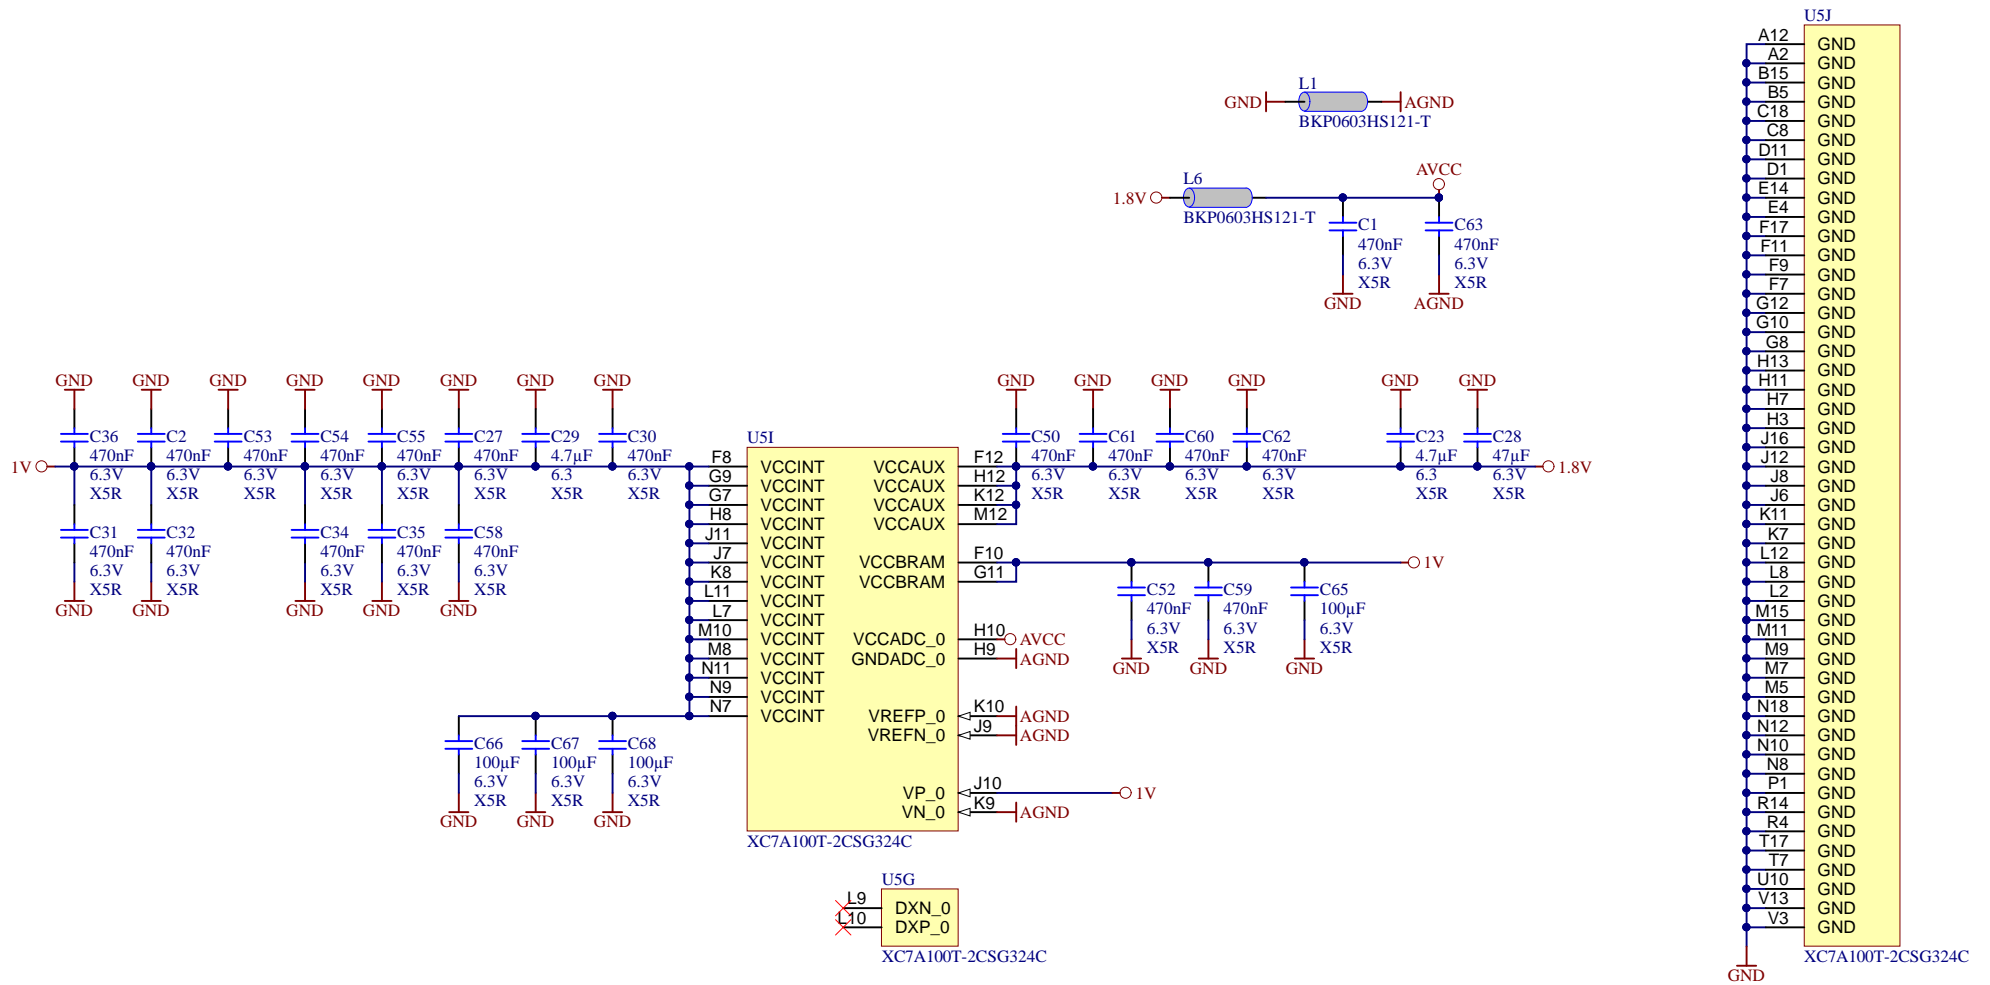 L1
GND AGND
BKP0603HS121-T
L6
1.8V AVCC
BKP0603HS121-T
C1
470nF
6.3V
X5R
GND
C63
470nF
6.3V
X5R
AGND
GND GND GND GND GND GND GND GND
1V
C36
470nF
6.3V
X5R
C2
470nF
6.3V
X5R
C53
470nF
6.3V
X5R
C54
470nF
6.3V
X5R
C55
470nF
6.3V
X5R
C27
470nF
6.3V
X5R
C29
4.7µF
6.3
X5R
C30
470nF
6.3V
X5R
C31
470nF
6.3V
X5R
GND
C32
470nF
6.3V
X5R
GND
C34
470nF
6.3V
X5R
GND
C35
470nF
6.3V
X5R
GND
C58
470nF
6.3V
X5R
GND
C66
100µF
6.3V
X5R
GND
C67
100µF
6.3V
X5R
GND
C68
100µF
6.3V
X5R
GND
U5I
F8 VCCINT
G9 VCCINT
G7 VCCINT
H8 VCCINT
J11 VCCINT
J7 VCCINT
K8 VCCINT
L11 VCCINT
L7 VCCINT
M10 VCCINT
M8 VCCINT
N11 VCCINT
N9 VCCINT
N7 VCCINT
VCCAUX F12
VCCAUX H12
VCCAUX K12
VCCAUX M12
VCCBRAM F10
VCCBRAM G11
VCCADC_0 H10 AVCC
GNDADC_0 H9 AGND
VREFP_0 K10 AGND
VREFN_0 J9 AGND
VP_0 J10 1V
VN_0 K9 AGND
XC7A100T-2CSG324C
GND GND GND GND GND GND
C50
470nF
6.3V
X5R
C61
470nF
6.3V
X5R
C60
470nF
6.3V
X5R
C62
470nF
6.3V
X5R
C23
4.7µF
6.3
X5R
C28
47µF
6.3V
X5R
1.8V
1V
C52
470nF
6.3V
X5R
GND
C59
470nF
6.3V
X5R
GND
C65
100µF
6.3V
X5R
GND
U5G
L9 DXN_0
L10 DXP_0
XC7A100T-2CSG324C
U5J
A12 GND
A2 GND
B15 GND
B5 GND
C18 GND
C8 GND
D11 GND
D1 GND
E14 GND
E4 GND
F17 GND
F11 GND
F9 GND
F7 GND
G12 GND
G10 GND
G8 GND
H13 GND
H11 GND
H7 GND
H3 GND
J16 GND
J12 GND
J8 GND
J6 GND
K11 GND
K7 GND
L12 GND
L8 GND
L2 GND
M15 GND
M11 GND
M9 GND
M7 GND
M5 GND
N18 GND
N12 GND
N10 GND
N8 GND
P1 GND
R14 GND
R4 GND
T17 GND
T7 GND
U10 GND
V13 GND
V3 GND
XC7A100T-2CSG324C
GND